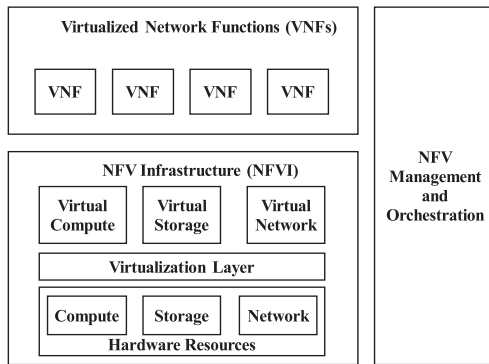 Virtualized Network Functions (VNFs)
VNF VNF VNF VNF
NFV Infrastructure (NFVI)
Virtual Virtual Virtual
Compute Storage Network
Virtualization Layer
Compute Storage Network
Hardware Resources
NFV
Management
and
Orchestration